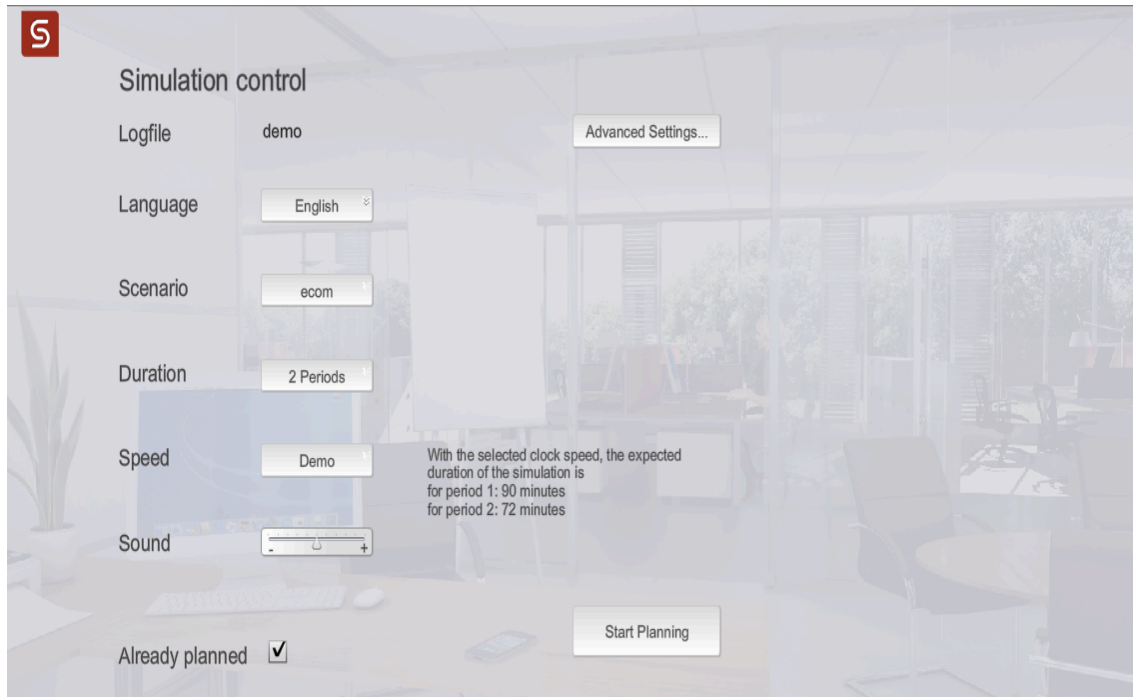 S
Simulation control
Logfile demo Advanced Settings...
Language English
Scenario ecom
Duration 2 Periods
Speed Demo
With the selected clock speed, the expected
duration of the simulation is
for period 1: 90 minutes
for period 2: 72 minutes
Sound - +
Already planned Start Planning